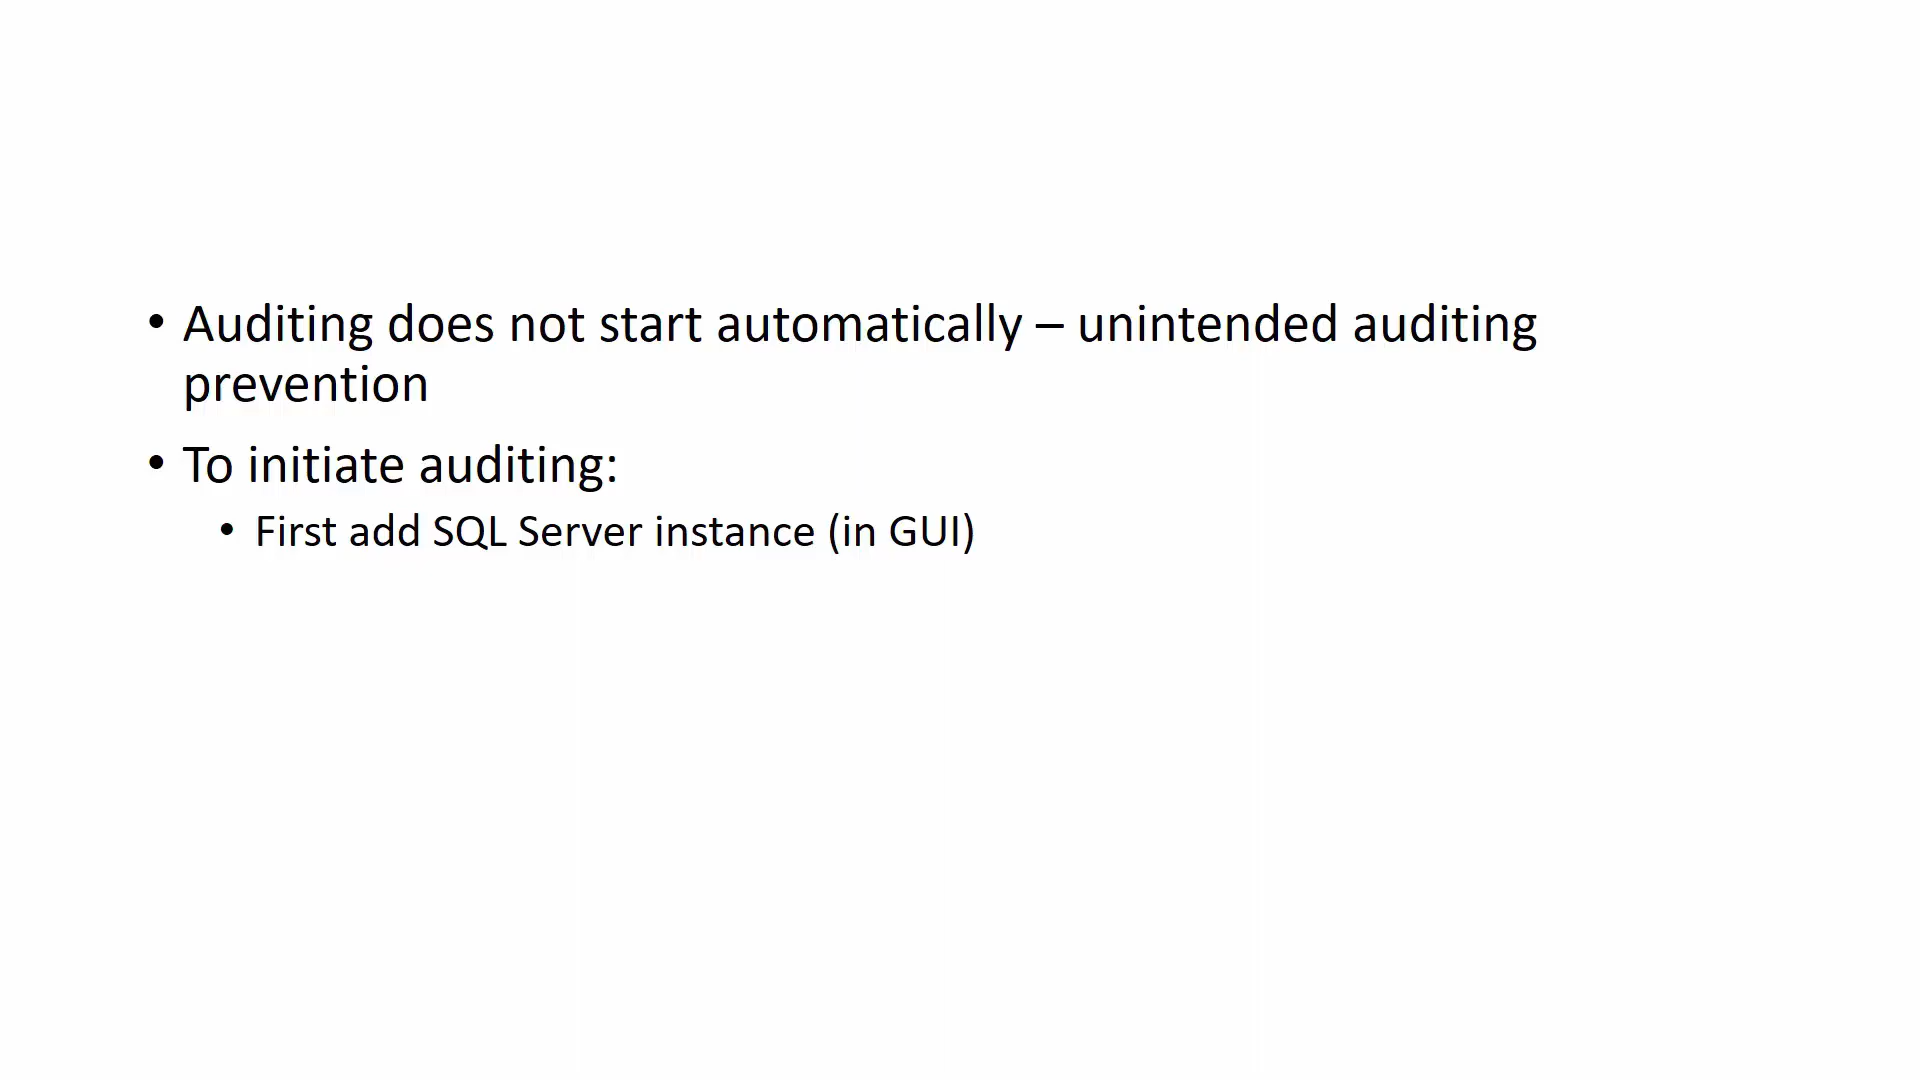 • Auditing does not start automatically – unintended auditing
prevention
• To initiate auditing:
• First add SQL Server instance (in GUI)